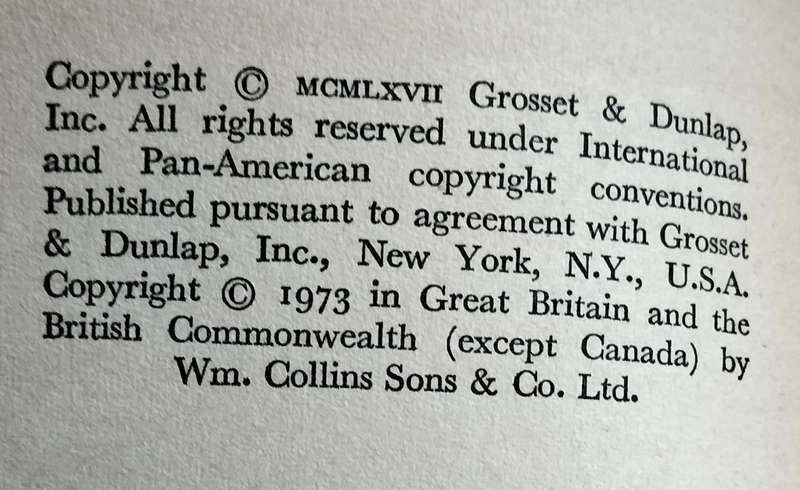 Copyright © MCMLXVII Grosset & Dunlap,
Inc. All rights reserved under International
and Pan-American copyright conventions.
Published pursuant to agreement with Grosset
& Dunlap, Inc., New York, N.Y., U.S.A.
Copyright © 1973 in Great Britain and the
British Commonwealth (except Canada) by
Wm. Collins Sons & Co. Ltd.